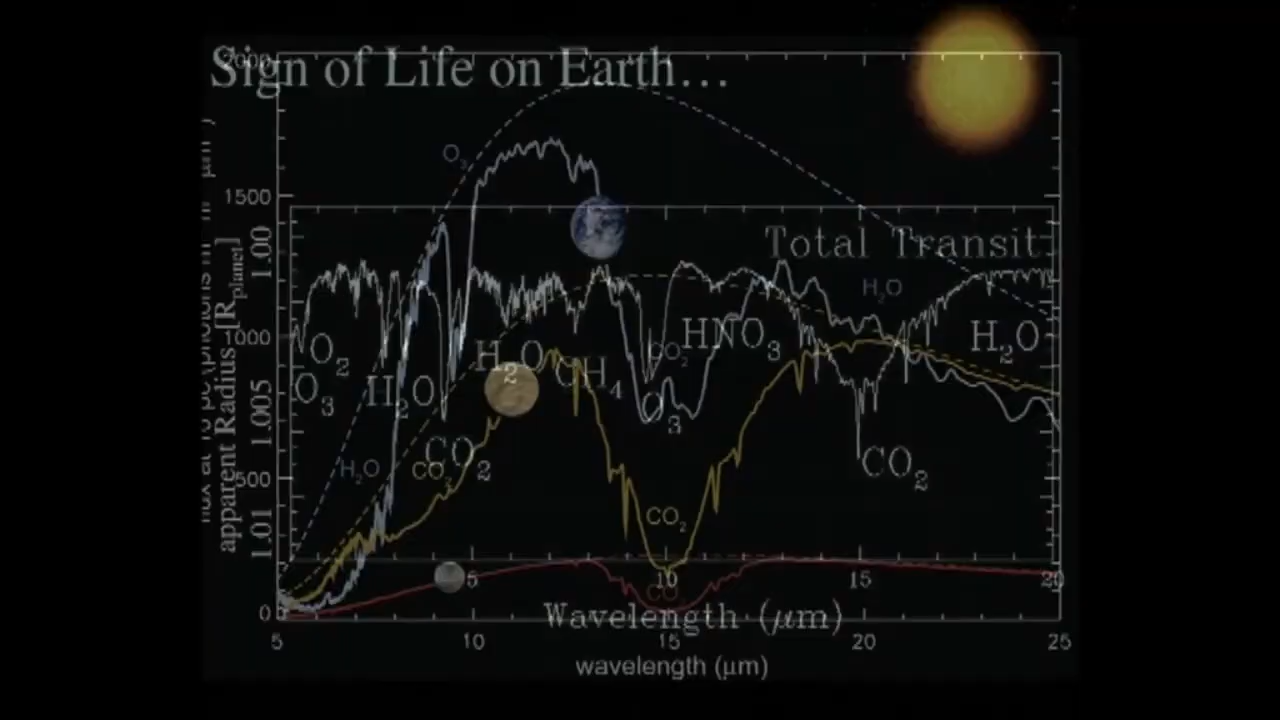 Sign of Life on Earth…
2000
O₃
1500
1.00
Total Transit
H₂O
1000
O₂
H₂O
CH₄
CO₂
HNO₃
H₂O
O₃
H₂O
O₃
1.005
apparent Radius[R_planet]
H₂O
CO₂
CO₂
CO₂
500
1.01
CO₂
5
10
15
20
CO₂
0
Wavelength (μm)
5
10
15
20
25
wavelength (μm)